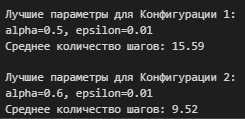 Лучшие параметры для Конфигурации 1:
alpha=0.5, epsilon=0.01
Среднее количество шагов: 15.59
Лучшие параметры для Конфигурации 2:
alpha=0.6, epsilon=0.01
Среднее количество шагов: 9.52